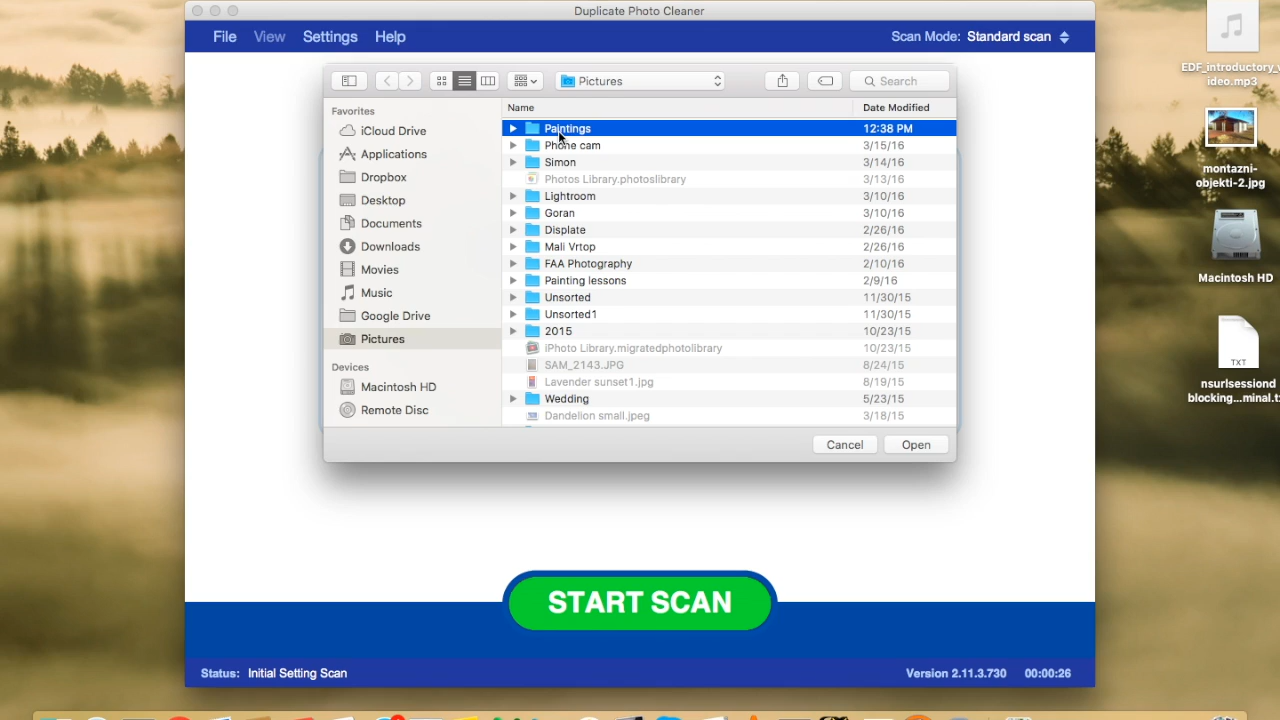 Duplicate Photo Cleaner
File View Settings Help
Scan Mode: Standard scan
Pictures
Search
Favorites
iCloud Drive
Applications
Dropbox
Desktop
Documents
Downloads
Movies
Music
Google Drive
Pictures
Devices
Macintosh HD
Remote Disc
Name Date Modified
Paintings 12:38 PM
Phone cam 3/15/16
Simon 3/14/16
Photos Library.photoslibrary 3/13/16
Lightroom 3/10/16
Goran 3/10/16
Displate 2/26/16
Mali Vrtop 2/26/16
FAA Photography 2/10/16
Painting lessons 2/9/16
Unsorted 11/30/15
Unsorted1 11/30/15
2015 10/23/15
iPhoto Library.migratedphotolibrary 10/23/15
SAM_2143.JPG 8/24/15
Lavender sunset1.jpg 8/19/15
Wedding 5/23/15
Dandelion small.jpeg 3/18/15
Cancel Open
START SCAN
Status: Initial Setting Scan
Version 2.11.3.730 00:00:26
EDF_introductory_v
ideo.mp3
montazni-
objekti-2.jpg
Macintosh HD
TXT
nsurlsessiond
blocking...minal.t